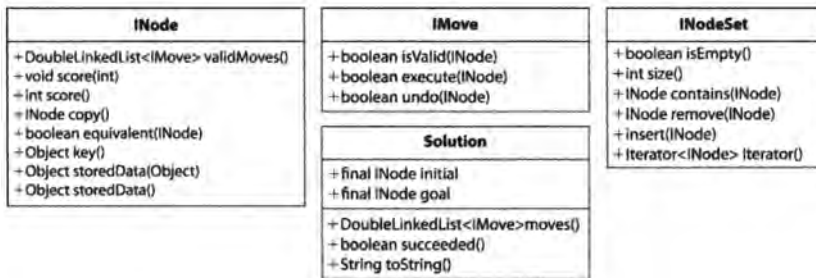 INode
+DoubleLinkedList<IMove> validMoves()
+void score(int)
+int score()
+INode copy()
+boolean equivalent(INode)
+Object key()
+Object storedData(Object)
+Object storedData()
IMove
+boolean isValid(INode)
+boolean execute(INode)
+boolean undo(INode)
Solution
+final INode initial
+final INode goal
+DoubleLinkedList<IMove>moves()
+boolean succeeded()
+String toString()
INodeSet
+boolean isEmpty()
+int size()
+INode contains(INode)
+INode remove(INode)
+insert(INode)
+Iterator<INode> Iterator()